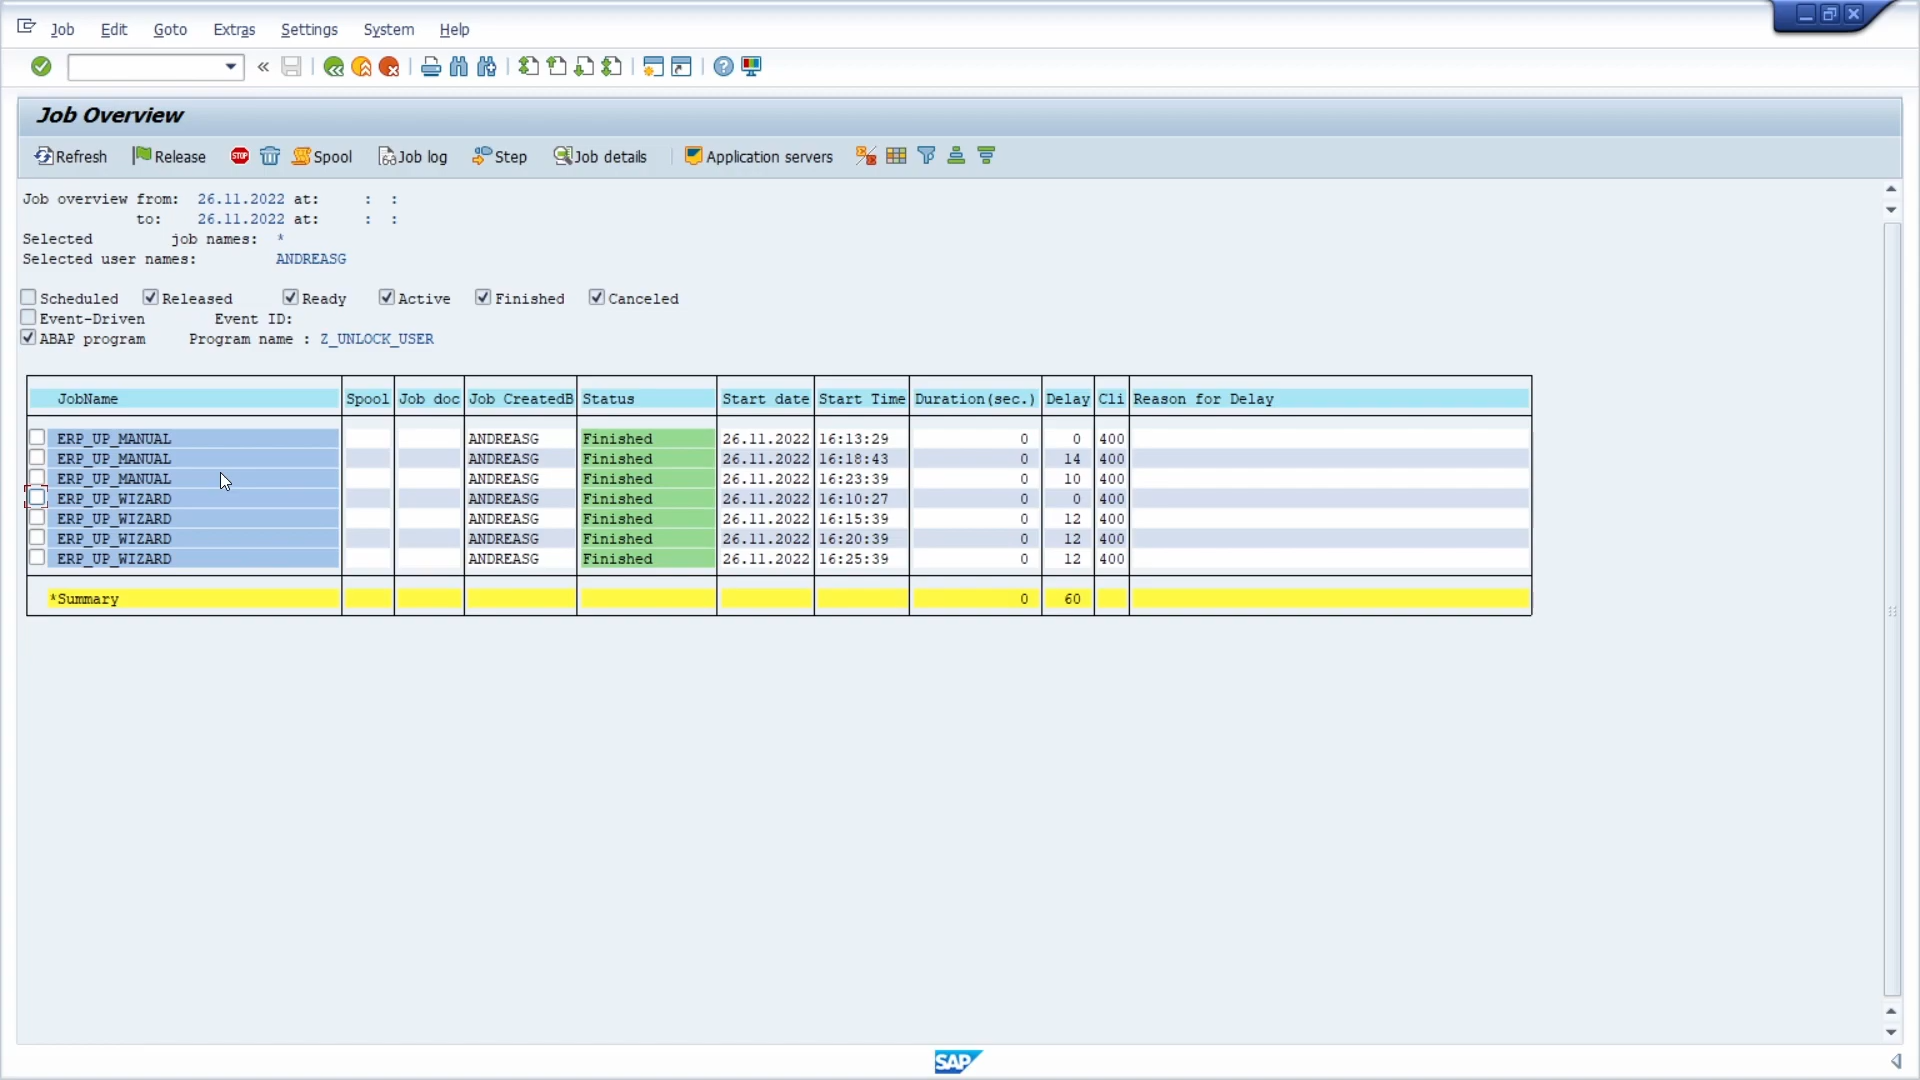 Job Edit Goto Extras Settings System Help
Job Overview
Refresh Release STOP Spool Job log Step Job details Application servers
Job overview from: 26.11.2022 at: : :
to: 26.11.2022 at: : :
Selected job names: *
Selected user names: ANDREASG
Scheduled Released Ready Active Finished Canceled
Event-Driven Event ID:
ABAP program Program name : Z_UNLOCK_USER
JobName Spool Job doc Job CreatedB Status Start date Start Time Duration(sec.) Delay Cli Reason for Delay
ERP_UP_MANUAL ANDREASG Finished 26.11.2022 16:13:29 0 0 400
ERP_UP_MANUAL ANDREASG Finished 26.11.2022 16:18:43 0 14 400
ERP_UP_MANUAL ANDREASG Finished 26.11.2022 16:23:39 0 10 400
ERP_UP_WIZARD ANDREASG Finished 26.11.2022 16:10:27 0 0 400
ERP_UP_WIZARD ANDREASG Finished 26.11.2022 16:15:39 0 12 400
ERP_UP_WIZARD ANDREASG Finished 26.11.2022 16:20:39 0 12 400
ERP_UP_WIZARD ANDREASG Finished 26.11.2022 16:25:39 0 12 400
*Summary 0 60
SAP